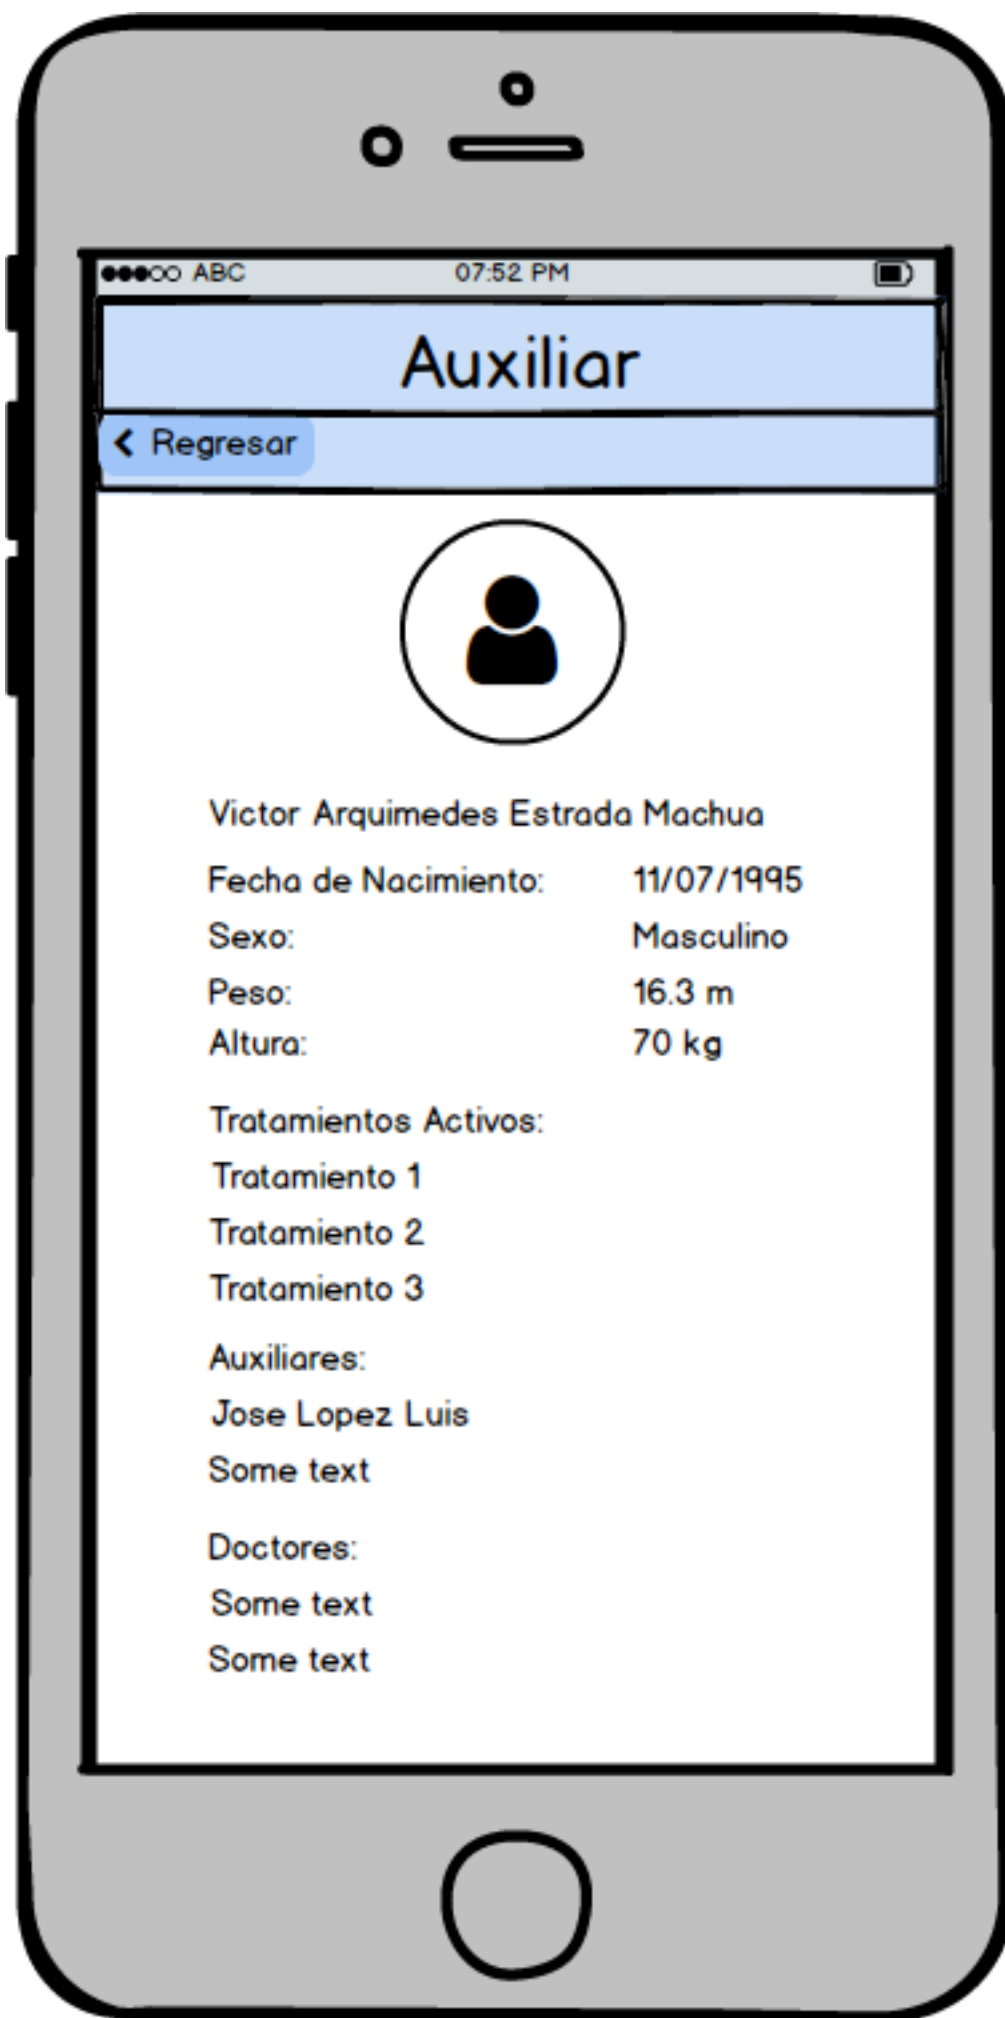 ABC 07:52 PM
Auxiliar
Regresar
Victor Arquimedes Estrada Machua
Fecha de Nacimiento: 11/07/1995
Sexo: Masculino
Peso: 16.3 m
Altura: 70 kg
Tratamientos Activos:
Tratamiento 1
Tratamiento 2
Tratamiento 3
Auxiliares:
Jose Lopez Luis
Some text
Doctores:
Some text
Some text